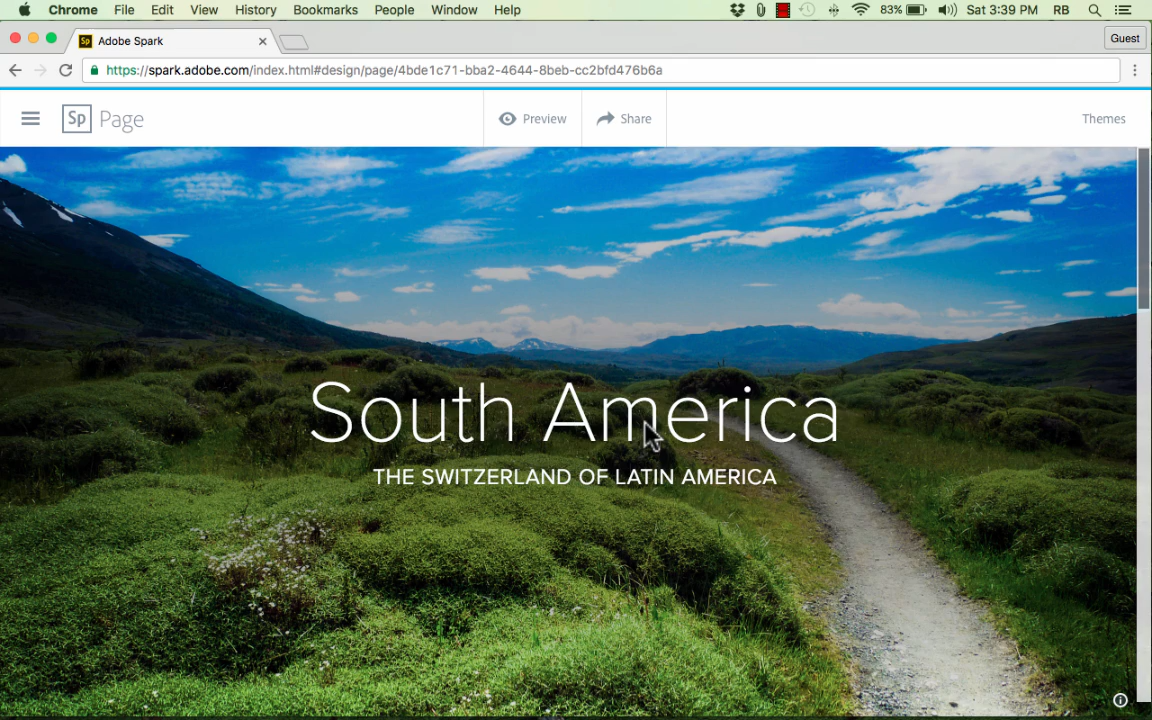 Chrome File Edit View History Bookmarks People Window Help 83% Sat 3:39 PM RB
Sp Adobe Spark Guest
https://spark.adobe.com/index.html#design/page/4bde1c71-bba2-4644-8beb-cc2bfd476b6a
Sp Page Preview Share Themes
South America
THE SWITZERLAND OF LATIN AMERICA